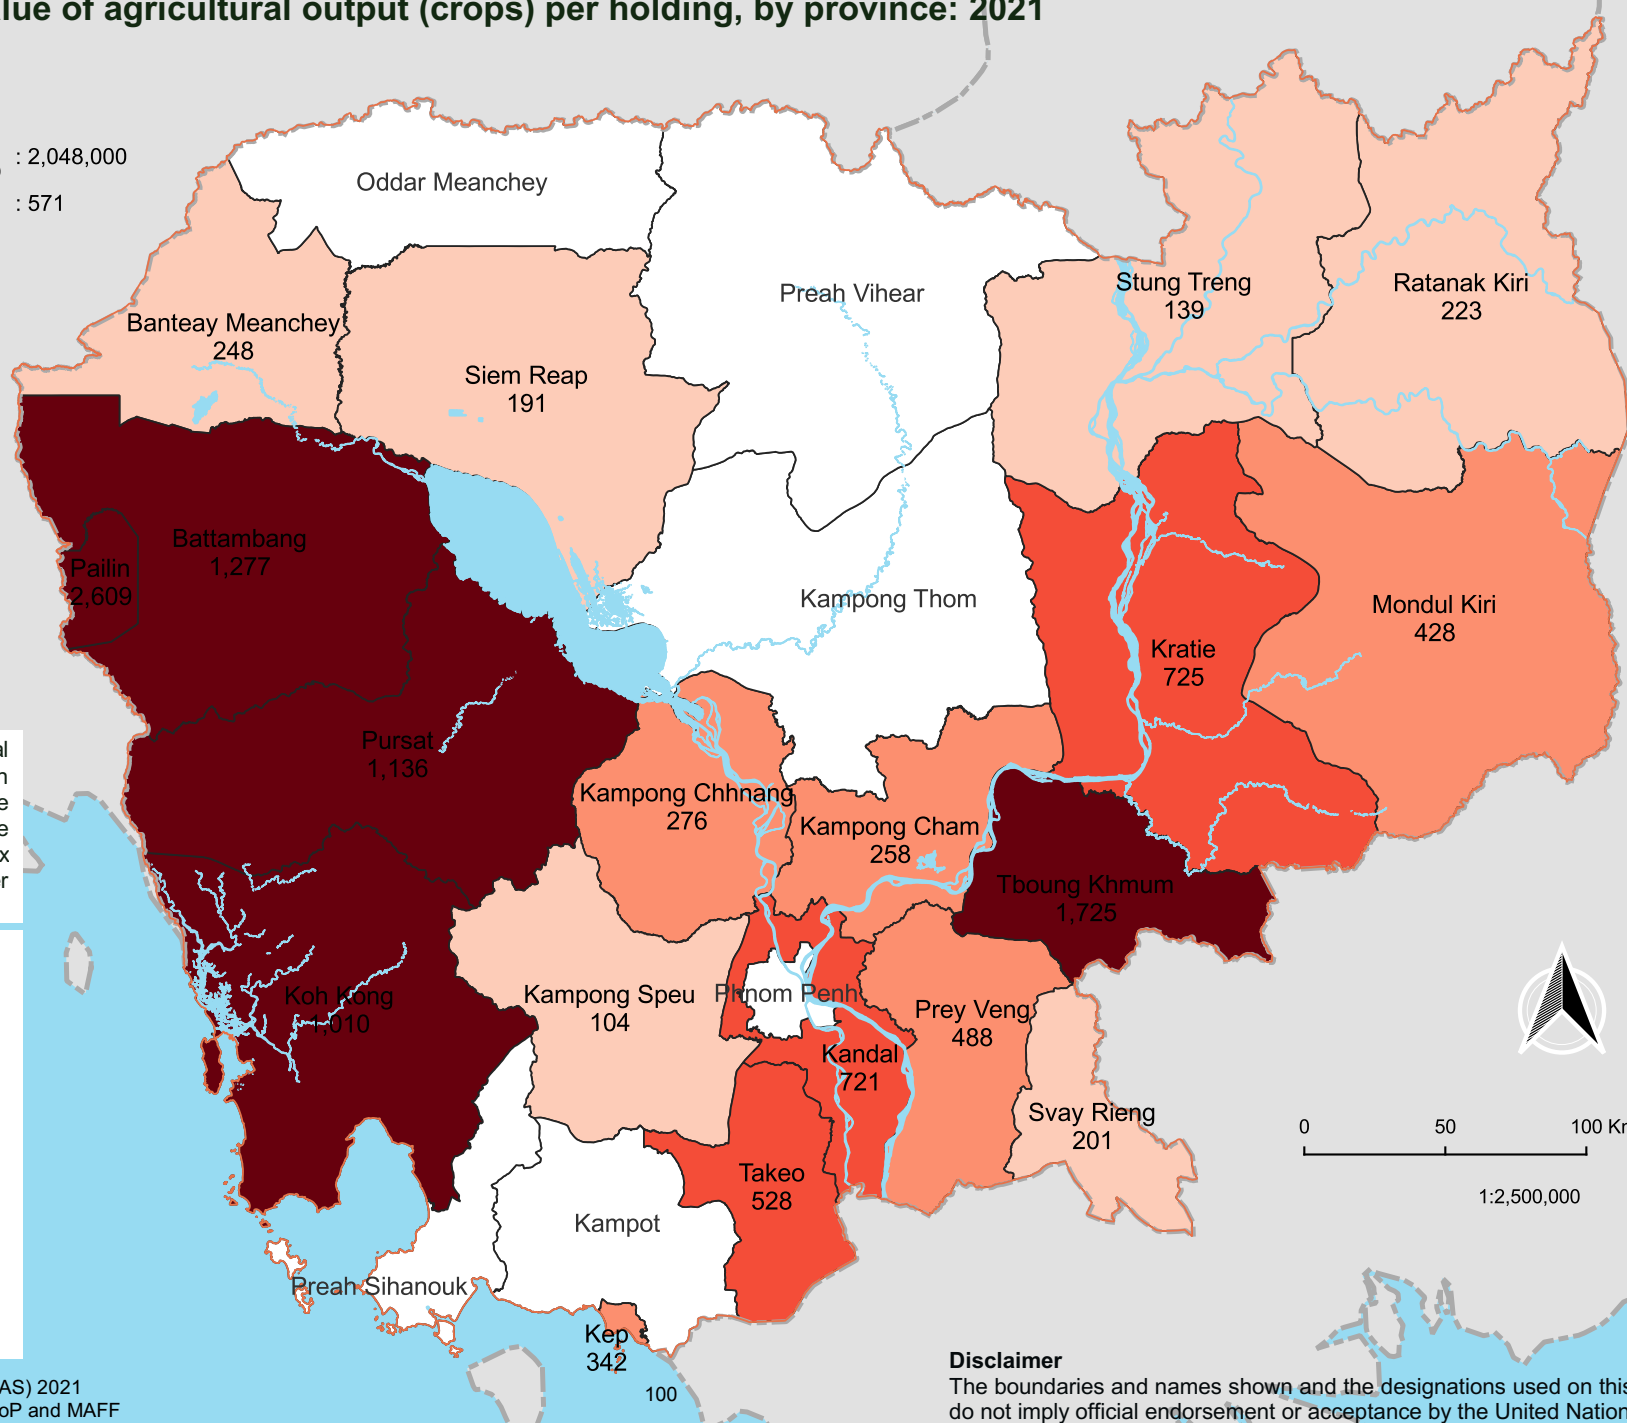 alue of agricultural output (crops) per holding, by province: 2021
: 2,048,000
: 571
Oddar Meanchey
Preah Vihear
Stung Treng
139
Ratanak Kiri
223
Banteay Meanchey
248
Siem Reap
191
Battambang
1,277
Pailin
2,609
Kampong Thom
Mondul Kiri
428
Kratie
725
Pursat
1,136
Kampong Chhnang
276
Kampong Cham
258
Tboung Khmum
1,725
Koh Kong
1,010
Kampong Speu
104
Phnom Penh
Prey Veng
488
Kandal
721
Svay Rieng
201
Takeo
528
Kampot
Preah Sihanouk
Kep
342
100
0 50 100 Km
1:2,500,000
al
n
e
e
x
er
AS) 2021
oP and MAFF
Disclaimer
The boundaries and names shown and the designations used on this
do not imply official endorsement or acceptance by the United Nation